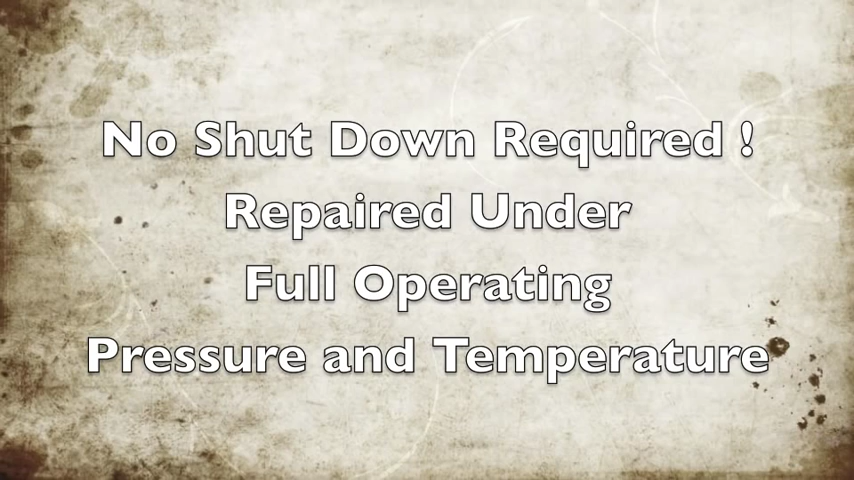 No Shut Down Required !
Repaired Under
Full Operating
Pressure and Temperature